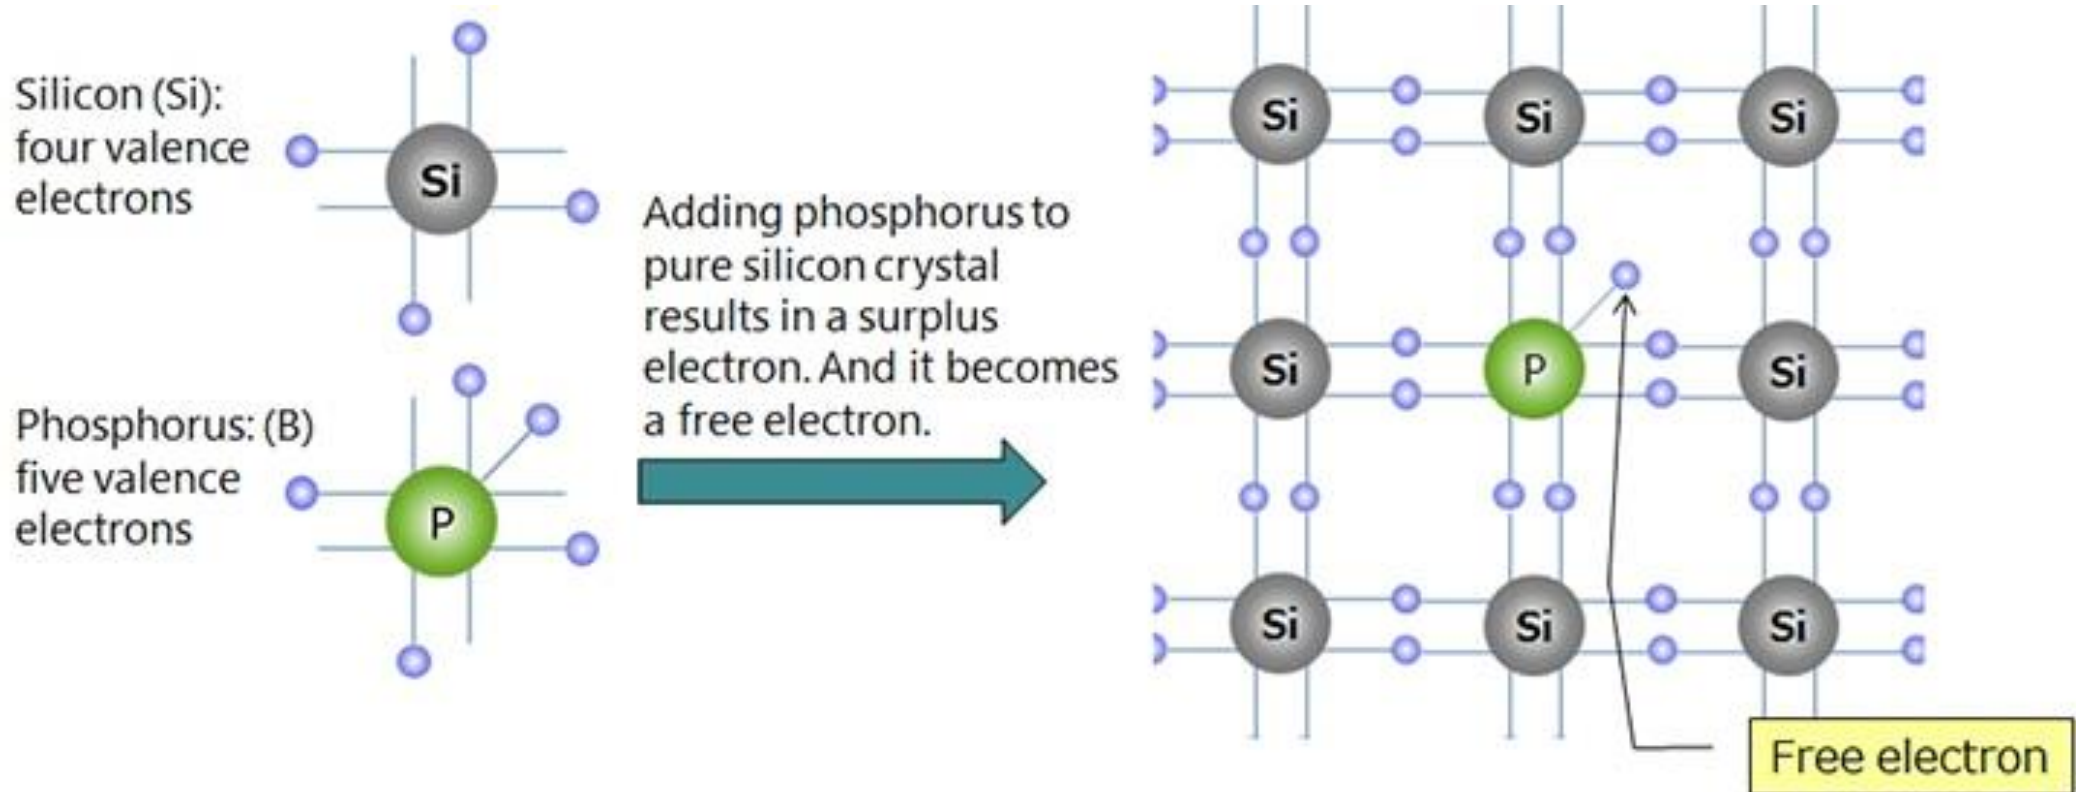 Silicon (Si):
four valence
electrons
Si
Phosphorus: (B)
five valence
electrons
P
Adding phosphorus to
pure silicon crystal
results in a surplus
electron. And it becomes
a free electron.
Si Si Si
Si P Si
Si Si Si
Free electron